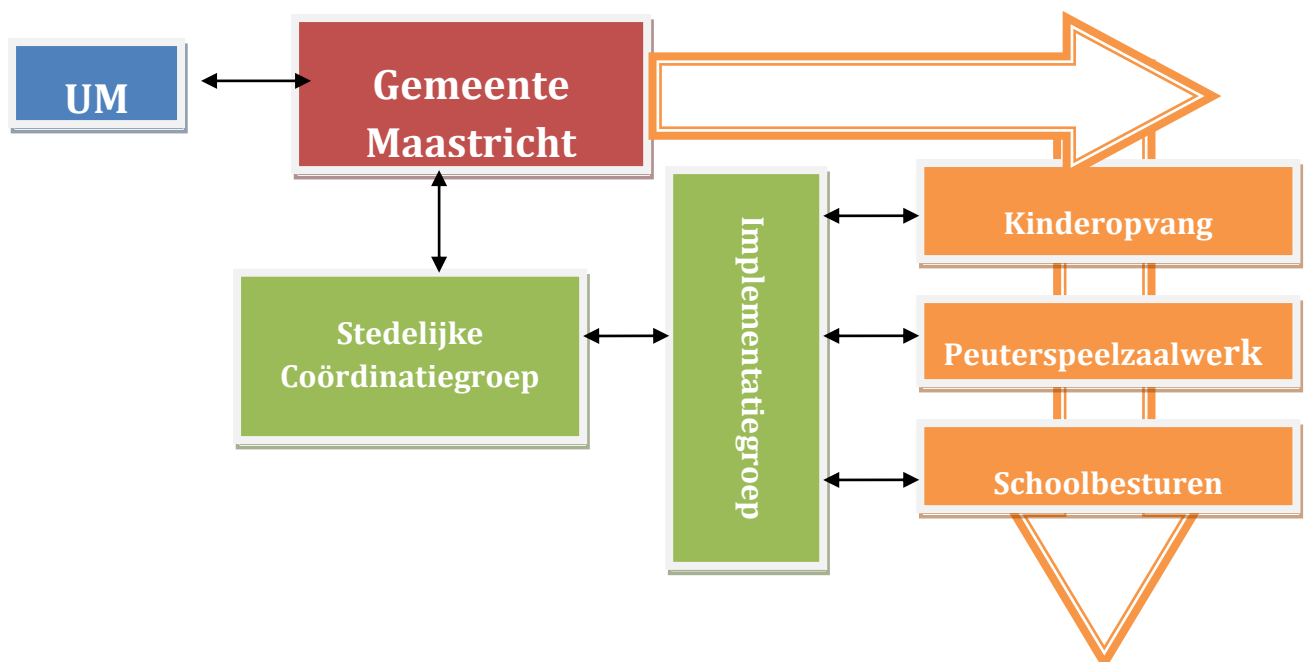 UM
Gemeente
Maastricht
Stedelijke
Coördinatiegroep
Implementatiegroep
Kinderopvang
Peuterspeelzaalwerk
Schoolbesturen